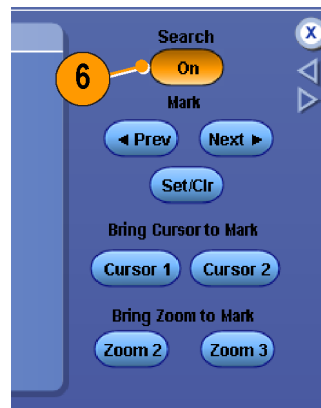 Search
X
6
On
Mark
◄ Prev Next ►
Set/Clr
Bring Cursor to Mark
Cursor 1 Cursor 2
Bring Zoom to Mark
Zoom 2 Zoom 3